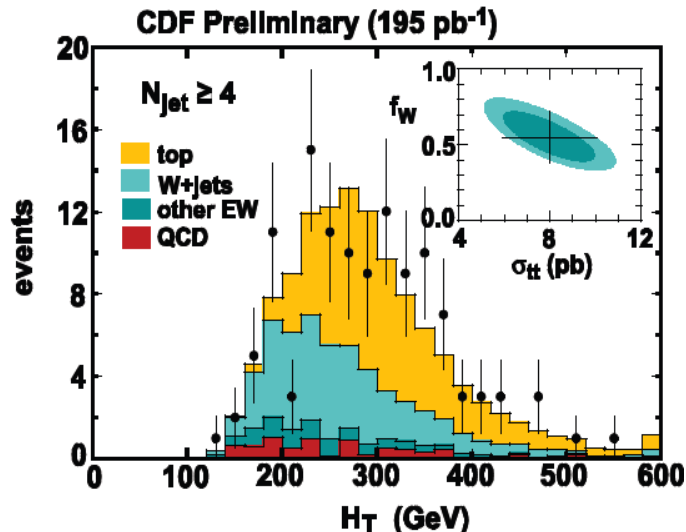 CDF Preliminary (195 pb-1)
20
16
12
8
4
0
events
Njet ≥ 4
top
W+jets
other EW
QCD
1.0
fW
0.5
0.0
4 6 8 10 12
σtt (pb)
0 100 200 300 400 500 600
HT (GeV)